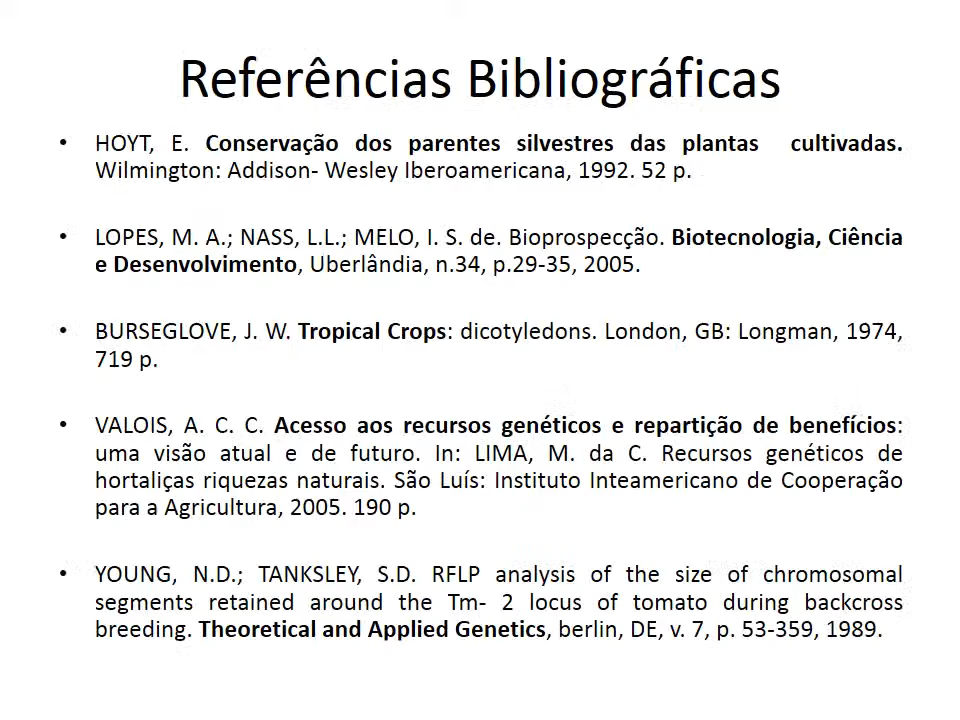 Referências Bibliográficas
• HOYT, E. Conservação dos parentes silvestres das plantas cultivadas.
Wilmington: Addison- Wesley Iberoamericana, 1992. 52 p.
• LOPES, M. A.; NASS, L.L.; MELO, I. S. de. Bioprospecção. Biotecnologia, Ciência
e Desenvolvimento, Uberlândia, n.34, p.29-35, 2005.
• BURSEGLOVE, J. W. Tropical Crops: dicotyledons. London, GB: Longman, 1974,
719 p.
• VALOIS, A. C. C. Acesso aos recursos genéticos e repartição de benefícios:
uma visão atual e de futuro. In: LIMA, M. da C. Recursos genéticos de
hortaliças riquezas naturais. São Luís: Instituto Inteamericano de Cooperação
para a Agricultura, 2005. 190 p.
• YOUNG, N.D.; TANKSLEY, S.D. RFLP analysis of the size of chromosomal
segments retained around the Tm- 2 locus of tomato during backcross
breeding. Theoretical and Applied Genetics, berlin, DE, v. 7, p. 53-359, 1989.